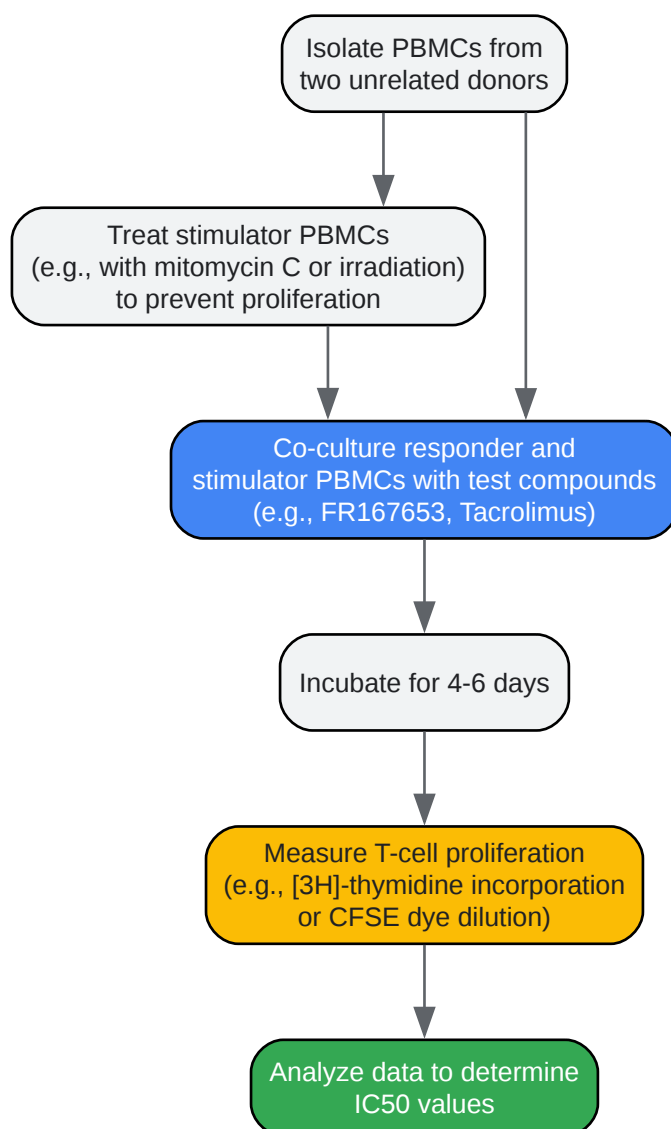 Isolate PBMCs from
two unrelated donors
Treat stimulator PBMCs
(e.g., with mitomycin C or irradiation)
to prevent proliferation
Co-culture responder and
stimulator PBMCs with test compounds
(e.g., FR167653, Tacrolimus)
Incubate for 4-6 days
Measure T-cell proliferation
(e.g., [3H]-thymidine incorporation
or CFSE dye dilution)
Analyze data to determine
IC50 values